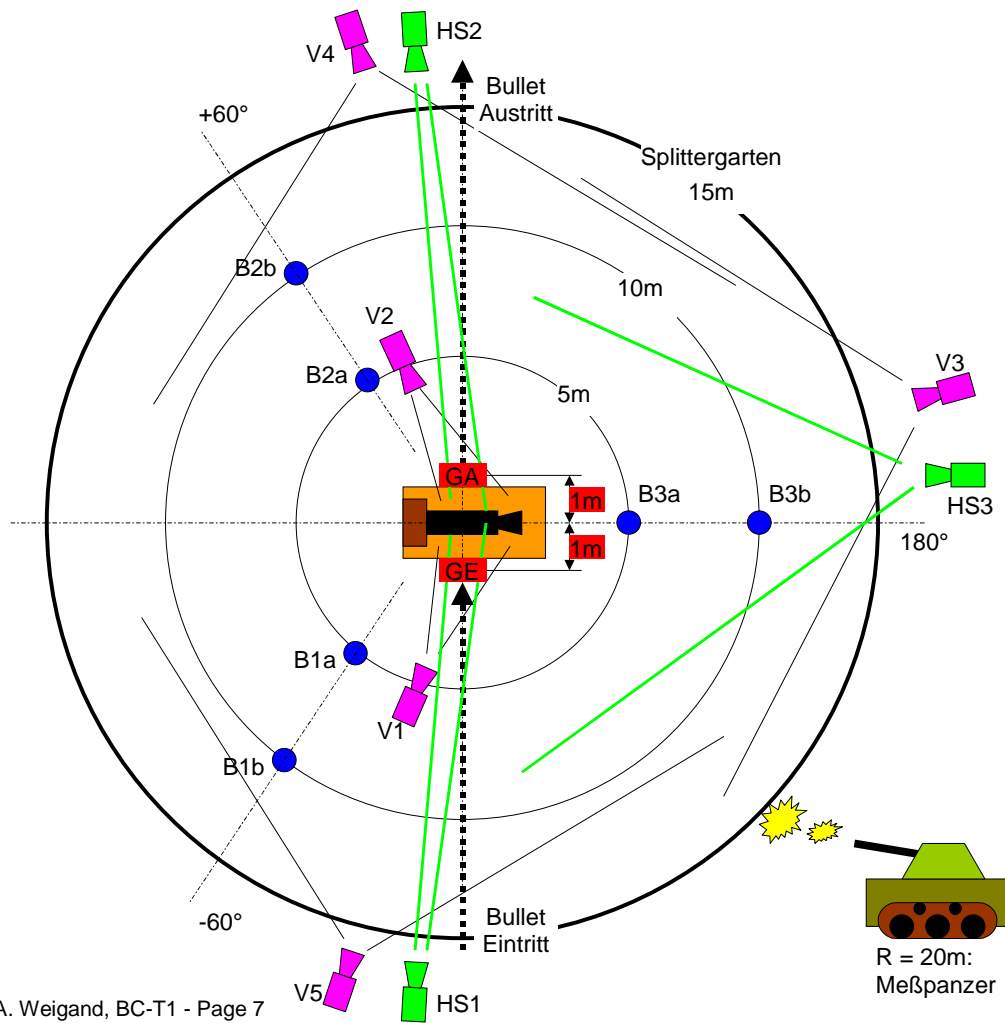 HS2
V4
Bullet
Austritt
+60°
Splittergarten
15m
B2b
10m
V2
B2a
5m
V3
GA
1m
B3a
B3b
HS3
180°
1m
GE
B1a
V1
B1b
-60°
Bullet
Eintritt
R = 20m:
Meßpanzer
V5
HS1
A. Weigand, BC-T1 - Page 7